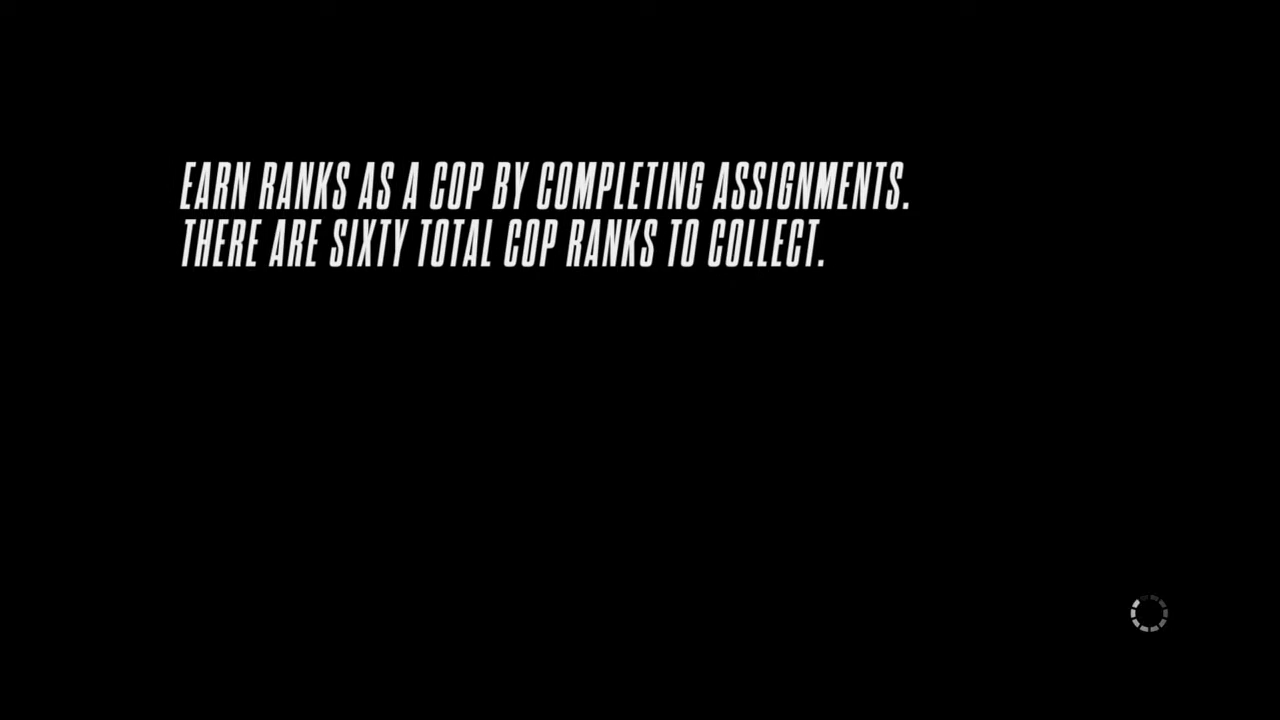 EARN RANKS AS A COP BY COMPLETING ASSIGNMENTS.
THERE ARE SIXTY TOTAL COP RANKS TO COLLECT.